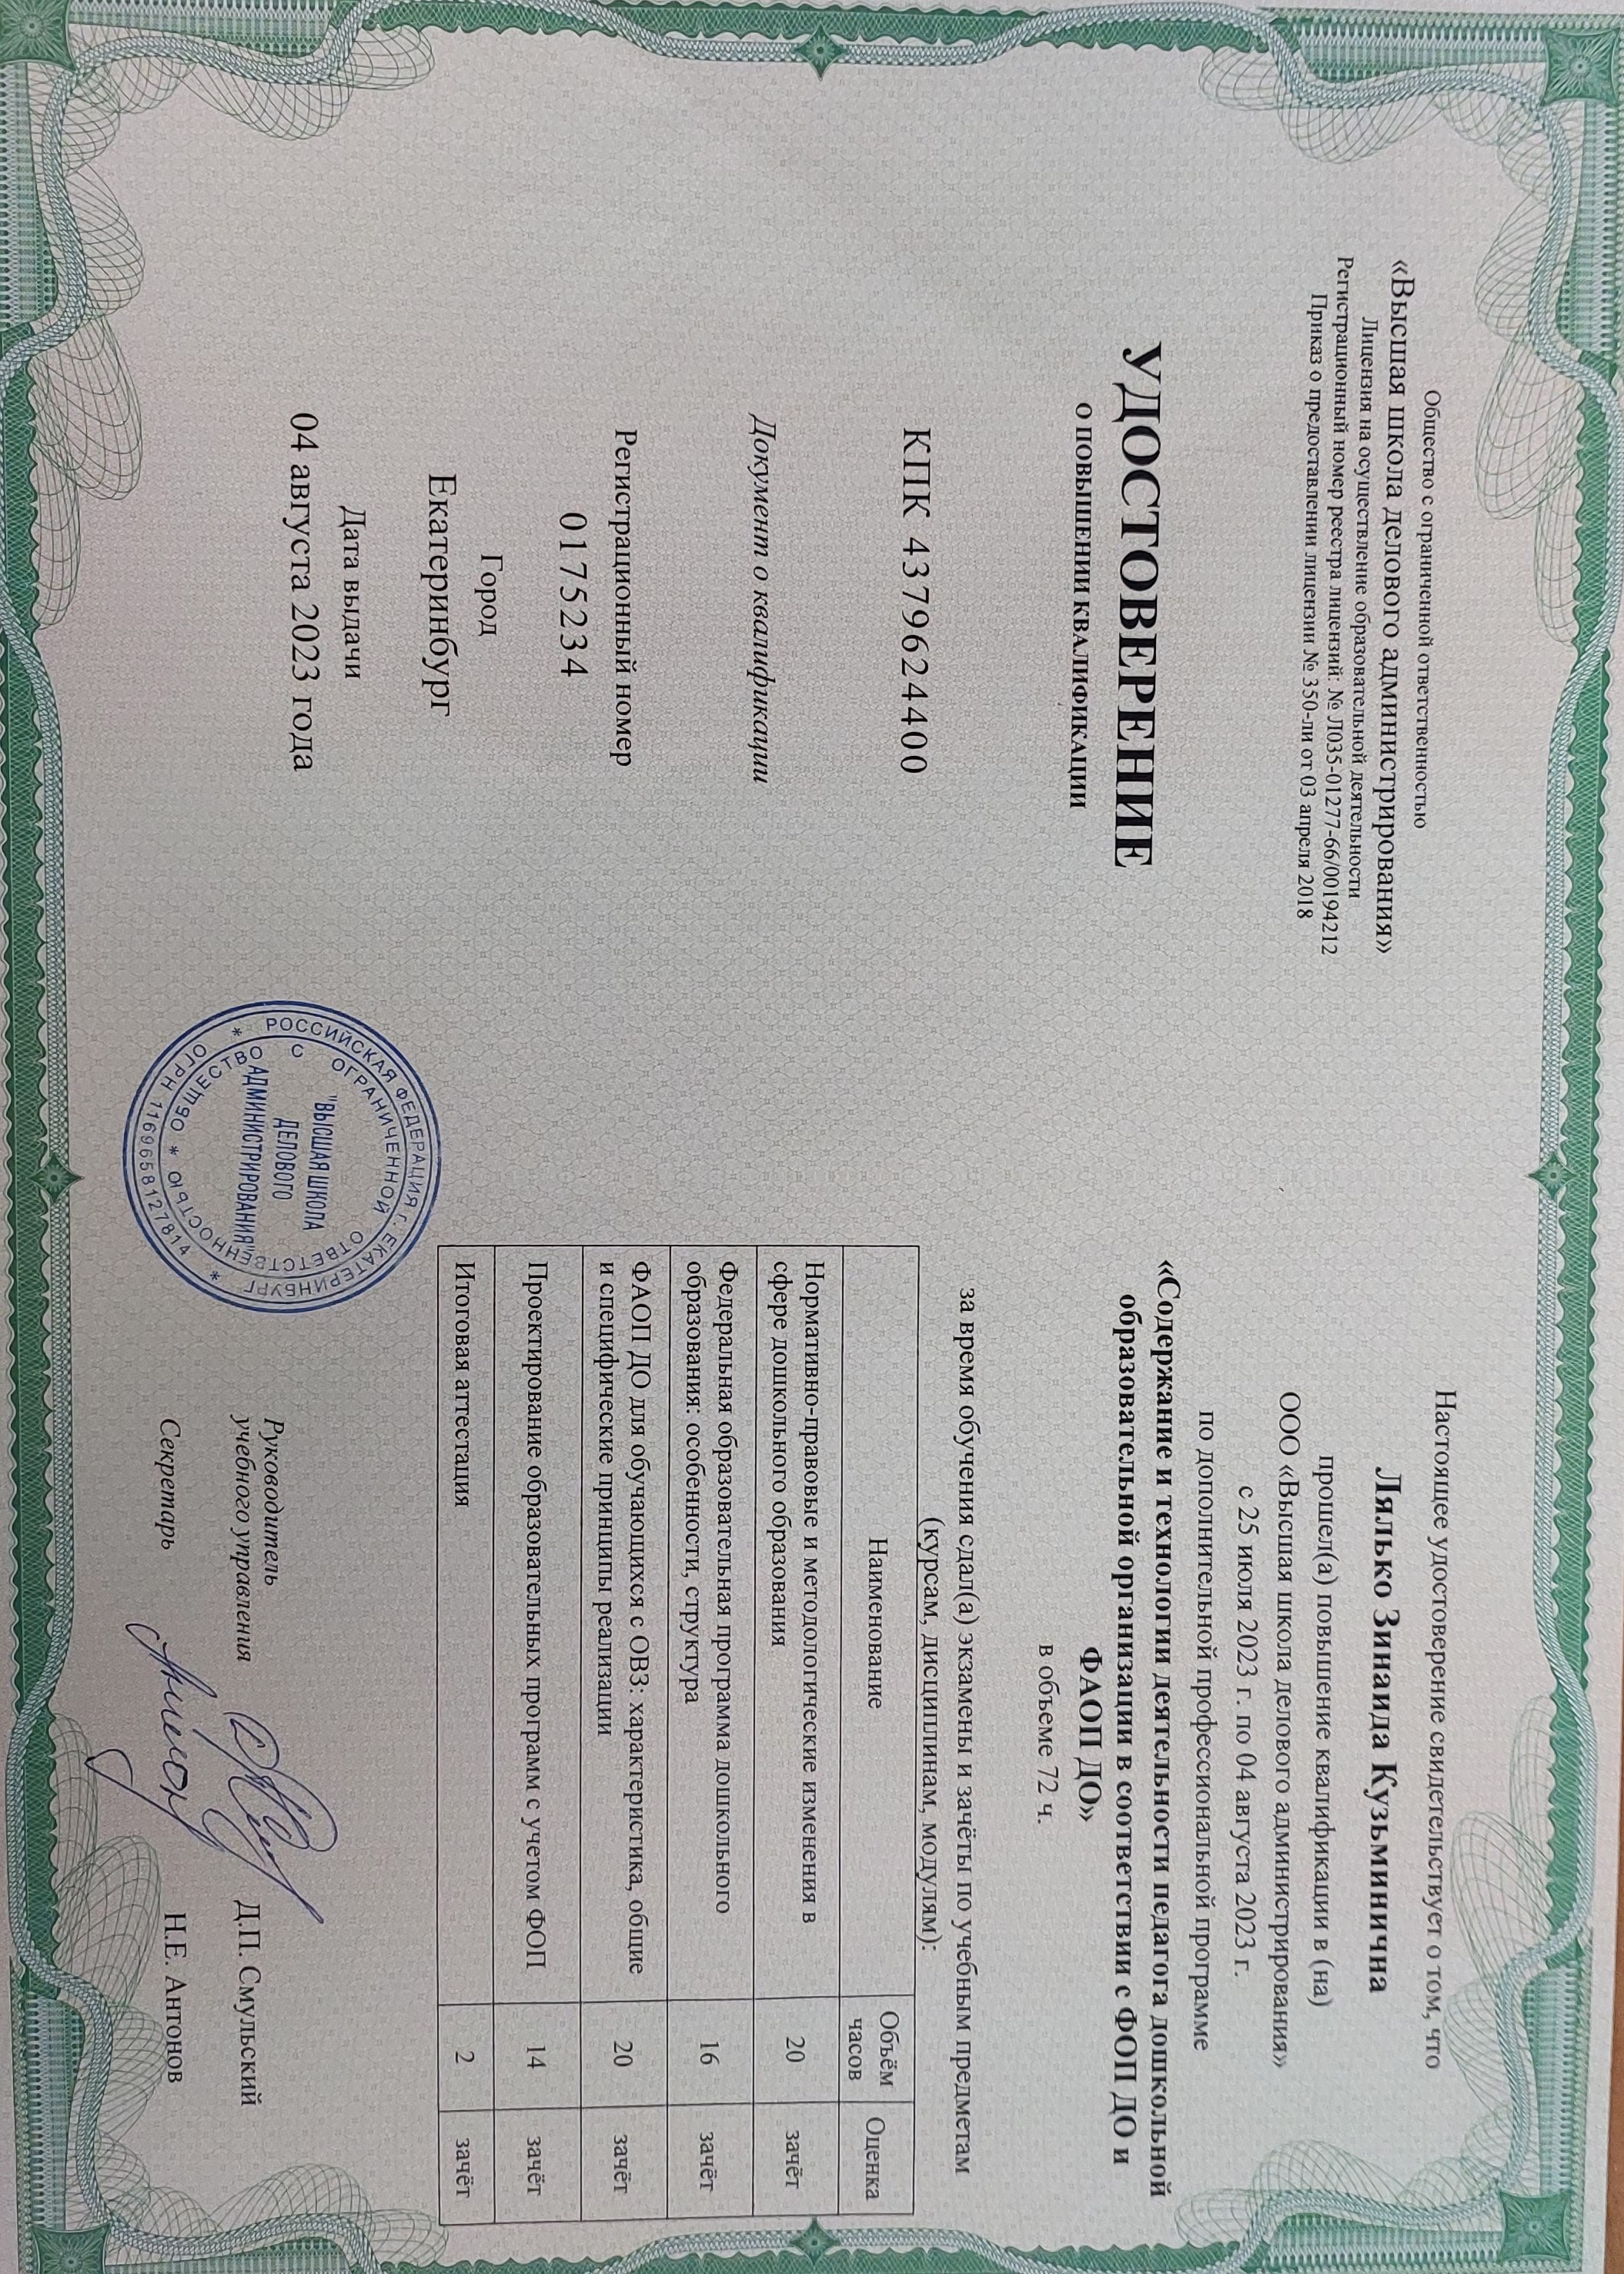 Общество с ограниченной ответственностью
«Высшая школа делового администрирования»
Лицензия на осуществление образовательной деятельности
Регистрационный номер реестра лицензий: № Л035-01277-66/00194212
Приказ о предоставлении лицензии № 350-ли от 03 апреля 2018
УДОСТОВЕРЕНИЕ
О ПОВЫШЕНИИ КВАЛИФИКАЦИИ
КПК 4379624400
Документ о квалификации
Регистрационный номер
0175234
Город
Екатеринбург
Дата выдачи
04 августа 2023 года
Настоящее удостоверение свидетельствует о том, что
Лялько Зинаида Кузьминична
прошел(а) повышение квалификации в (на)
ООО «Высшая школа делового администрирования»
с 25 июля 2023 г. по 04 августа 2023 г.
по дополнительной профессиональной программе
«Содержание и технологии деятельности педагога дошкольной
образовательной организации в соответствии с ФОП ДО и
ФАОП ДО»
в объеме 72 ч.
за время обучения сдал(а) экзамены и зачёты по учебным предметам
(курсам, дисциплинам, модулям):
Наименование Объём часов Оценка
Нормативно-правовые и методологические изменения в
сфере дошкольного образования 20 зачёт
Федеральная образовательная программа дошкольного
образования: особенности, структура 16 зачёт
ФАОП ДО для обучающихся с ОВЗ: характеристика, общие
и специфические принципы реализации 20 зачёт
Проектирование образовательных программ с учетом ФОП 14 зачёт
Итоговая аттестация 2 зачёт
Руководитель
учебного управления Д.П. Смульский
Секретарь Н.Е. Антонов
РОССИЙСКАЯ ФЕДЕРАЦИЯ г. ЕКАТЕРИНБУРГ
* ОГРН 1169658127814 *
ОБЩЕСТВО С ОГРАНИЧЕННОЙ ОТВЕТСТВЕННОСТЬЮ *
"ВЫСШАЯ ШКОЛА
ДЕЛОВОГО
АДМИНИСТРИРОВАНИЯ"